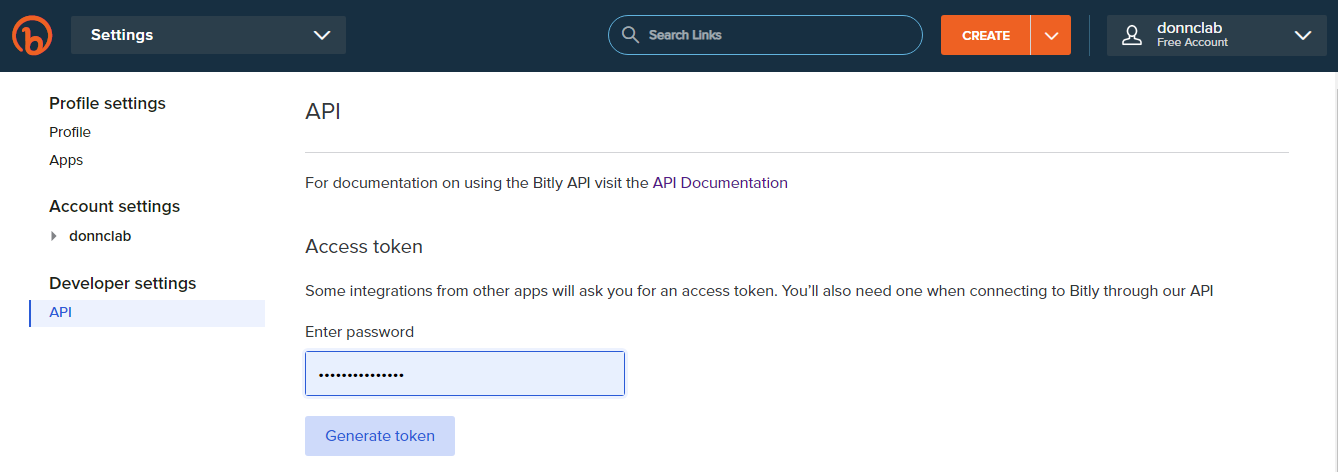 Settings
Search Links
CREATE
donnclab
Free Account
Profile settings
Profile
Apps
Account settings
donnclab
Developer settings
API
API
For documentation on using the Bitly API visit the API Documentation
Access token
Some integrations from other apps will ask you for an access token. You’ll also need one when connecting to Bitly through our API
Enter password
•••••••••••••••
Generate token